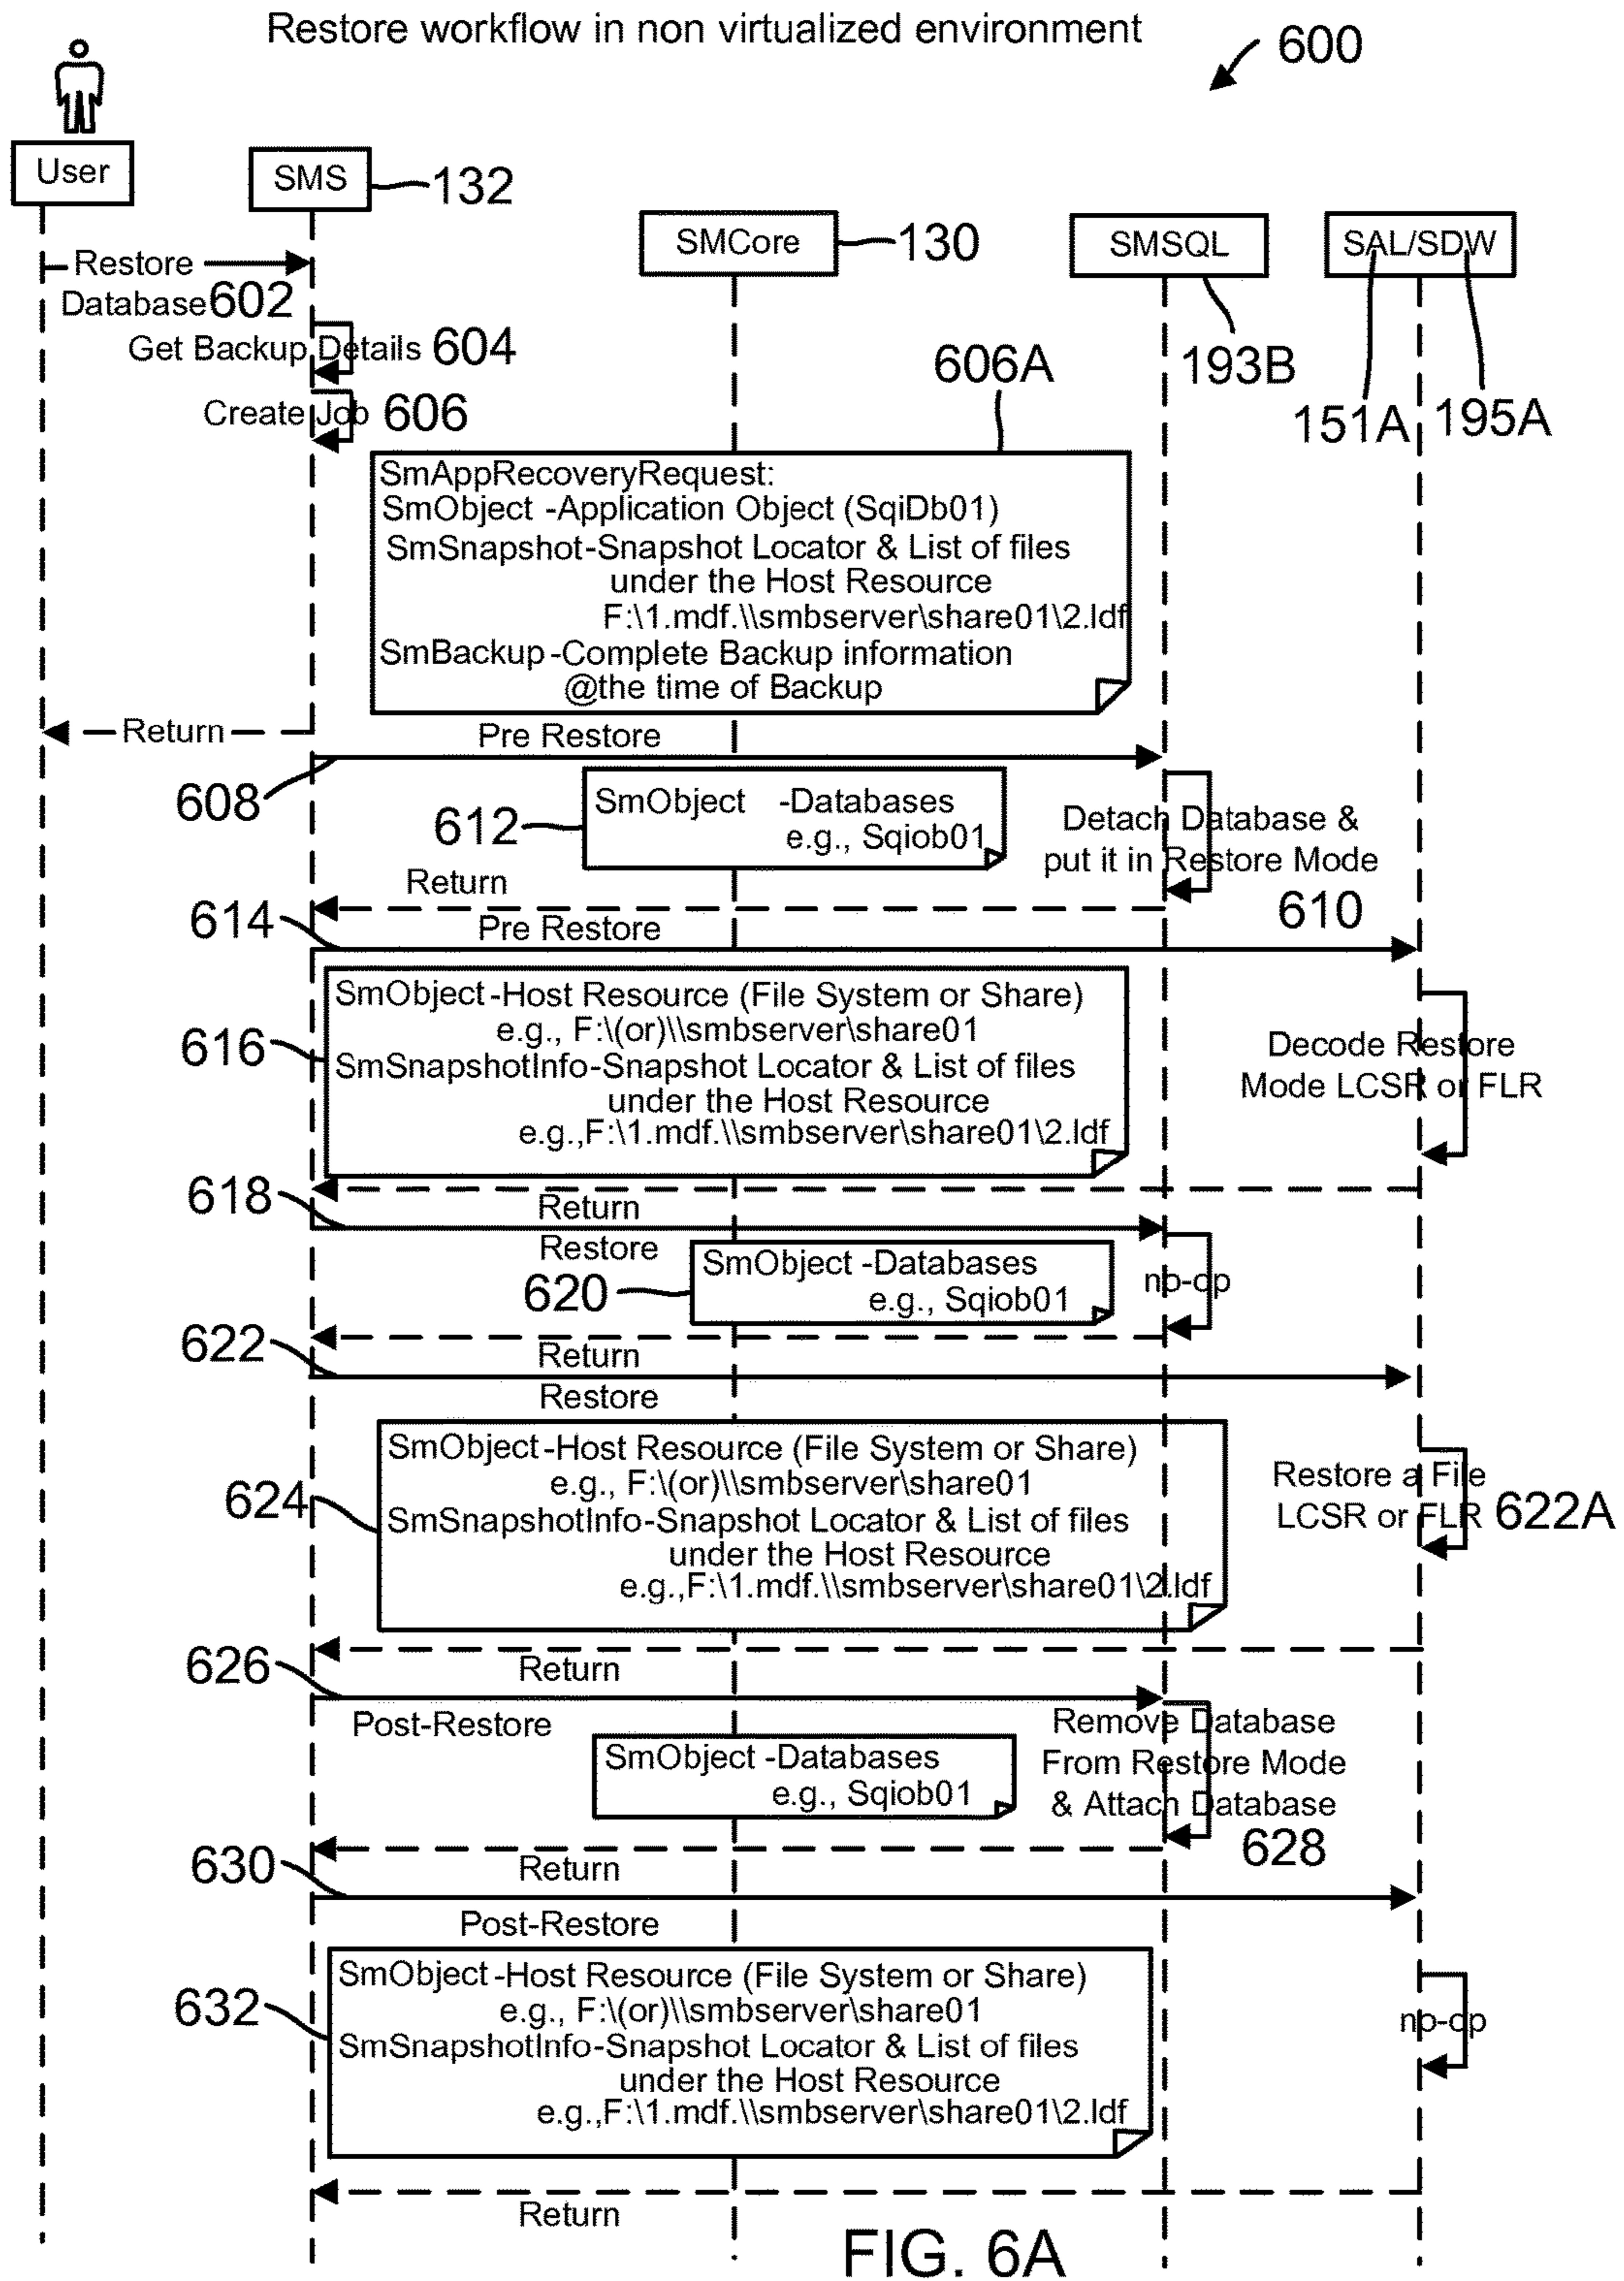 Restore workflow in non virtualized environment
600
User
SMS
132
SMCore
130
SMSQL
SAL/SDW
193B
151A
195A
Restore
Database 602
Get Backup Details 604
Create Job 606
606A
SmAppRecoveryRequest:
SmObject -Application Object (SqiDb01)
SmSnapshot-Snapshot Locator & List of files
under the Host Resource
F:\1.mdf.\\smbserver\share01\2.ldf
SmBackup -Complete Backup information
@the time of Backup
Return
Pre Restore
608
612
SmObject -Databases
e.g., Sqiob01
Detach Database &
put it in Restore Mode
610
Return
614
Pre Restore
616
SmObject-Host Resource (File System or Share)
e.g., F:\(or)\\smbserver\share01
SmSnapshotInfo-Snapshot Locator & List of files
under the Host Resource
e.g.,F:\1.mdf.\\smbserver\share01\2.ldf
Decode Restore
Mode LCSR or FLR
618
Return
Restore
620
SmObject -Databases
e.g., Sqiob01
no-op
622
Return
Restore
624
SmObject-Host Resource (File System or Share)
e.g., F:\(or)\\smbserver\share01
SmSnapshotInfo-Snapshot Locator & List of files
under the Host Resource
e.g.,F:\1.mdf.\\smbserver\share01\2.ldf
Restore a File
LCSR or FLR 622A
626
Return
Post-Restore
SmObject -Databases
e.g., Sqiob01
Remove Database
From Restore Mode
& Attach Database
628
630
Return
Post-Restore
632
SmObject-Host Resource (File System or Share)
e.g., F:\(or)\\smbserver\share01
SmSnapshotInfo-Snapshot Locator & List of files
under the Host Resource
e.g.,F:\1.mdf.\\smbserver\share01\2.ldf
no-op
Return
FIG. 6A